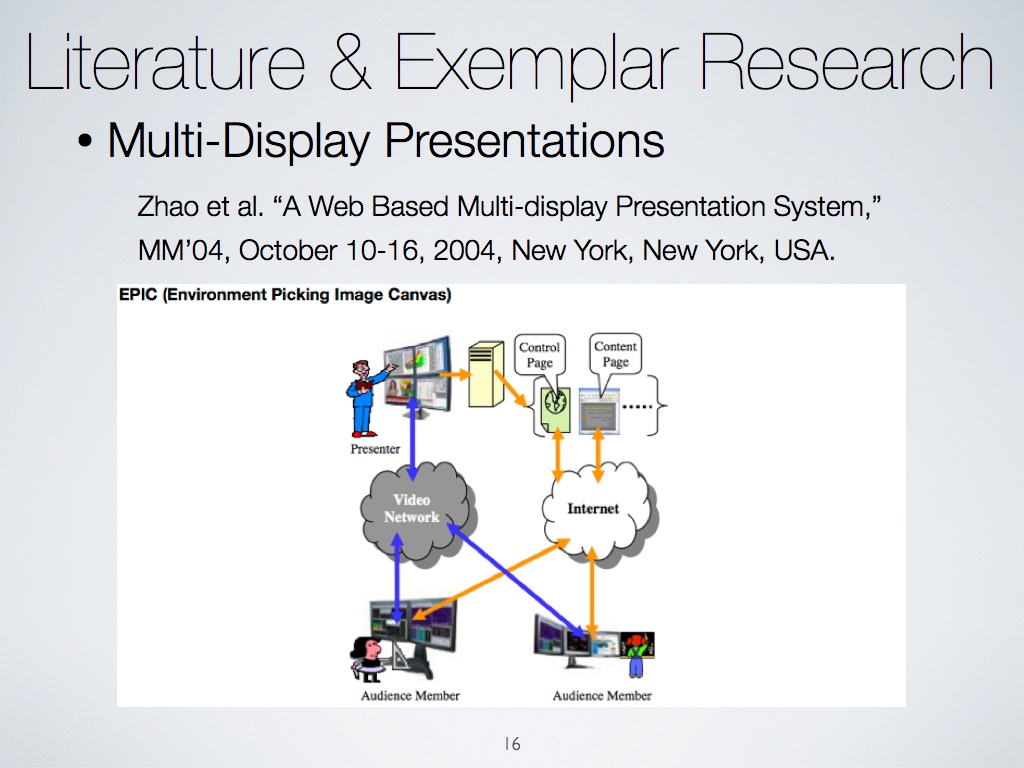 Literature & Exemplar Research
• Multi-Display Presentations
Zhao et al. “A Web Based Multi-display Presentation System,”
MM’04, October 10-16, 2004, New York, New York, USA.
EPIC (Environment Picking Image Canvas)
Control
Page
Content
Page
Presenter
Video
Network
Internet
Audience Member
Audience Member
16